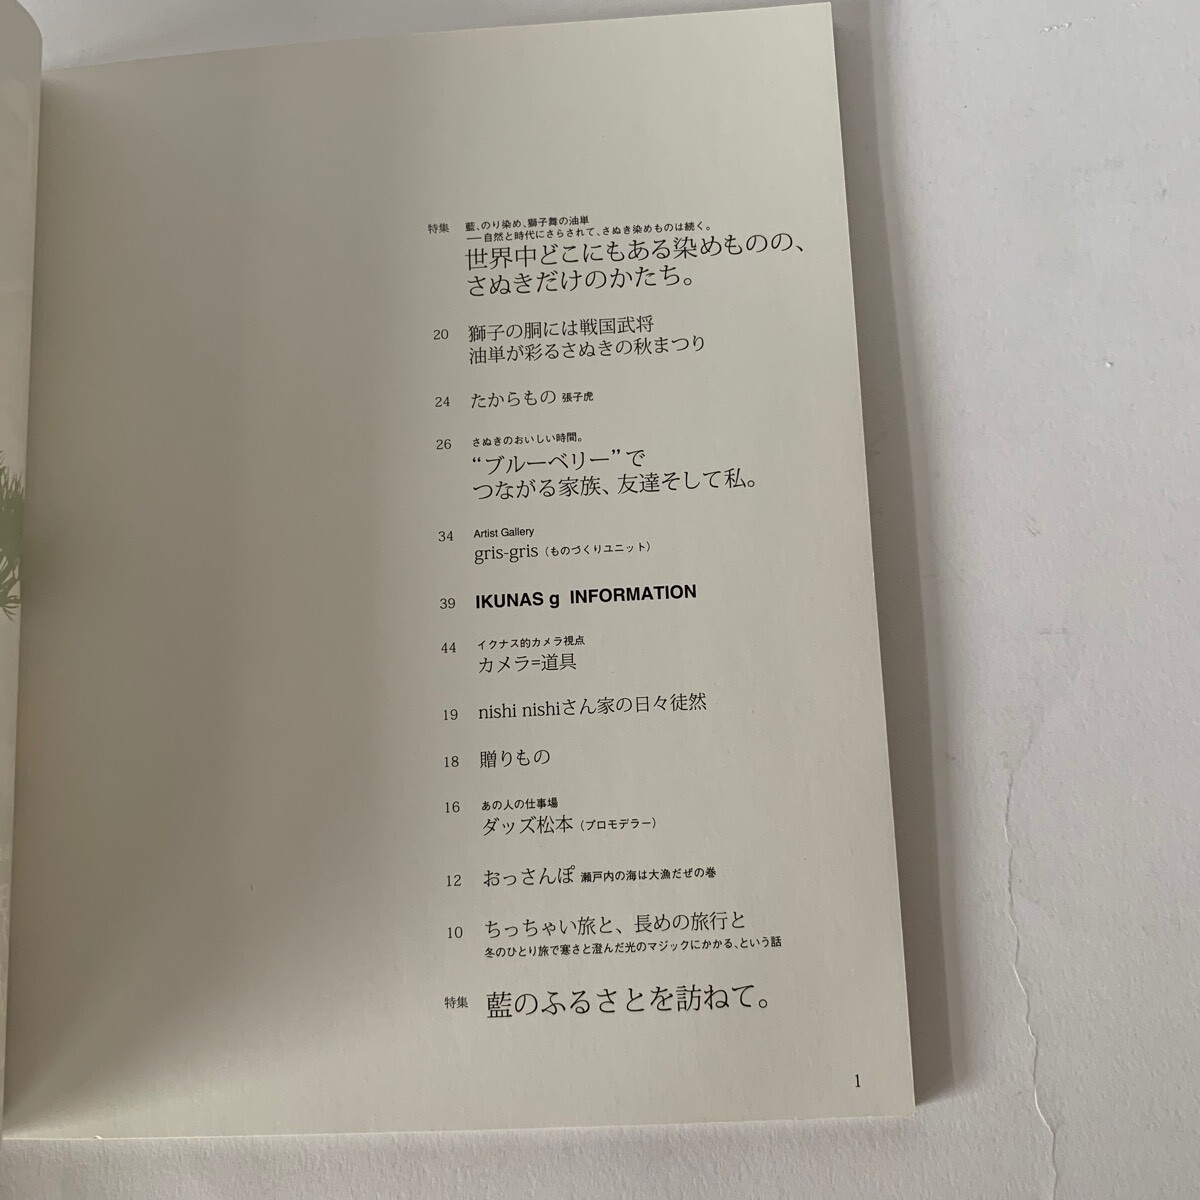 特集 藍、のり染め、獅子舞の油単
―自然と時代にさらされて、さぬき染めものは続く。
世界中どこにもある染めものの、
さぬきだけのかたち。
20 獅子の胴には戦国武将
油単が彩るさぬきの秋まつり
24 たからもの 張子虎
26 さぬきのおいしい時間。
“ブルーベリー”で
つながる家族、友達そして私。
34 Artist Gallery
gris-gris（ものづくりユニット）
39 IKUNAS g INFORMATION
44 イクナス的カメラ視点
カメラ=道具
19 nishi nishiさん家の日々徒然
18 贈りもの
16 あの人の仕事場
ダッズ松本（プロモデラー）
12 おっさんぽ 瀬戸内の海は大漁だぜの巻
10 ちっちゃい旅と、長めの旅行と
冬のひとり旅で寒さと澄んだ光のマジックにかかる、という話
特集 藍のふるさとを訪ねて。
1